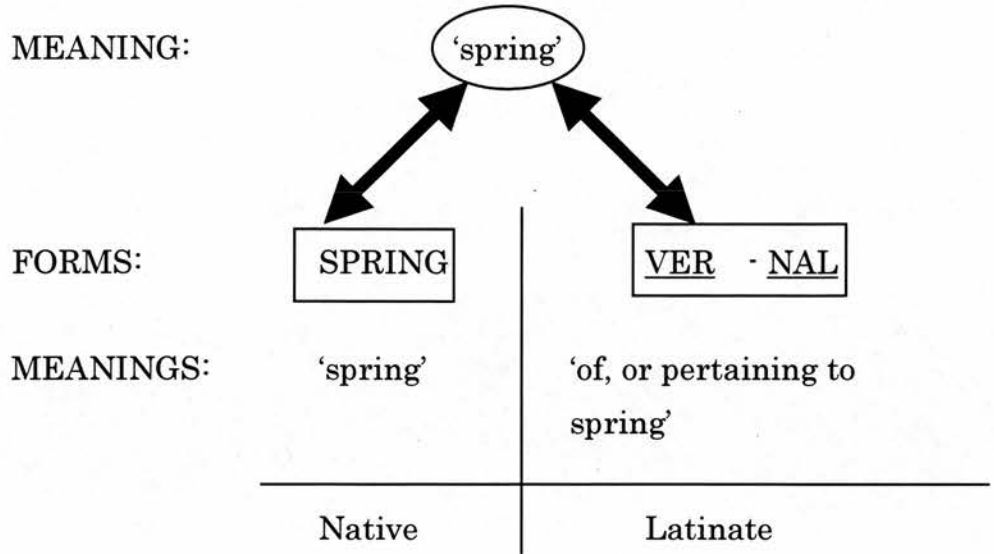 MEANING: ‘spring’
FORMS: SPRING VER - NAL
MEANINGS: ‘spring’ ‘of, or pertaining to
spring’
Native Latinate